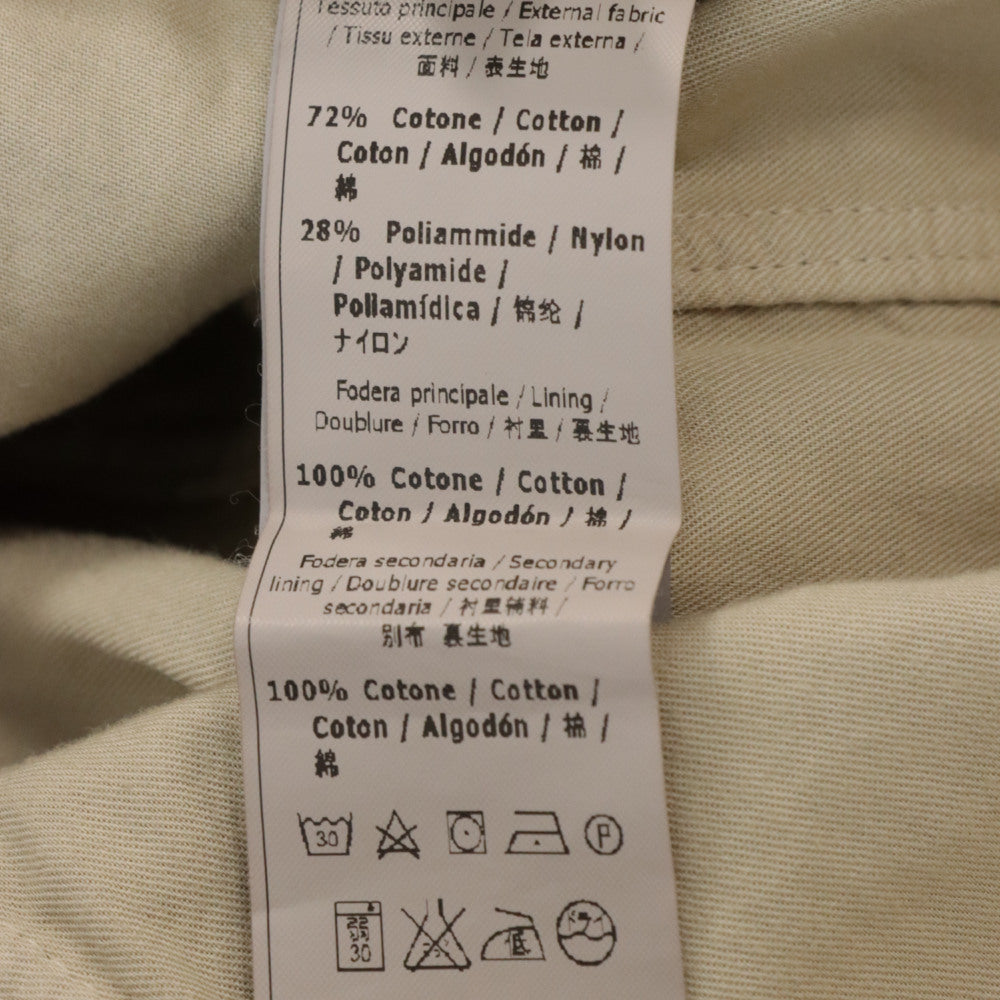 Tessuto principale / External fabric
/ Tissu externe / Tela externa /
面料 / 表生地
72% Cotone / Cotton /
Coton / Algodón / 棉 /
綿
28% Poliammide / Nylon
/ Polyamide /
Poliamídica / 锦纶 /
ナイロン
Fodera principale / Lining /
Doublure / Forro / 衬里 / 裏生地
100% Cotone / Cotton /
Coton / Algodón / 棉 /
綿
Fodera secondaria / Secondary
lining / Doublure secondaire / Forro
secondaria / 衬里辅料 /
別布 裏生地
100% Cotone / Cotton /
Coton / Algodón / 棉 /
綿
30 P
30 低 ドライ